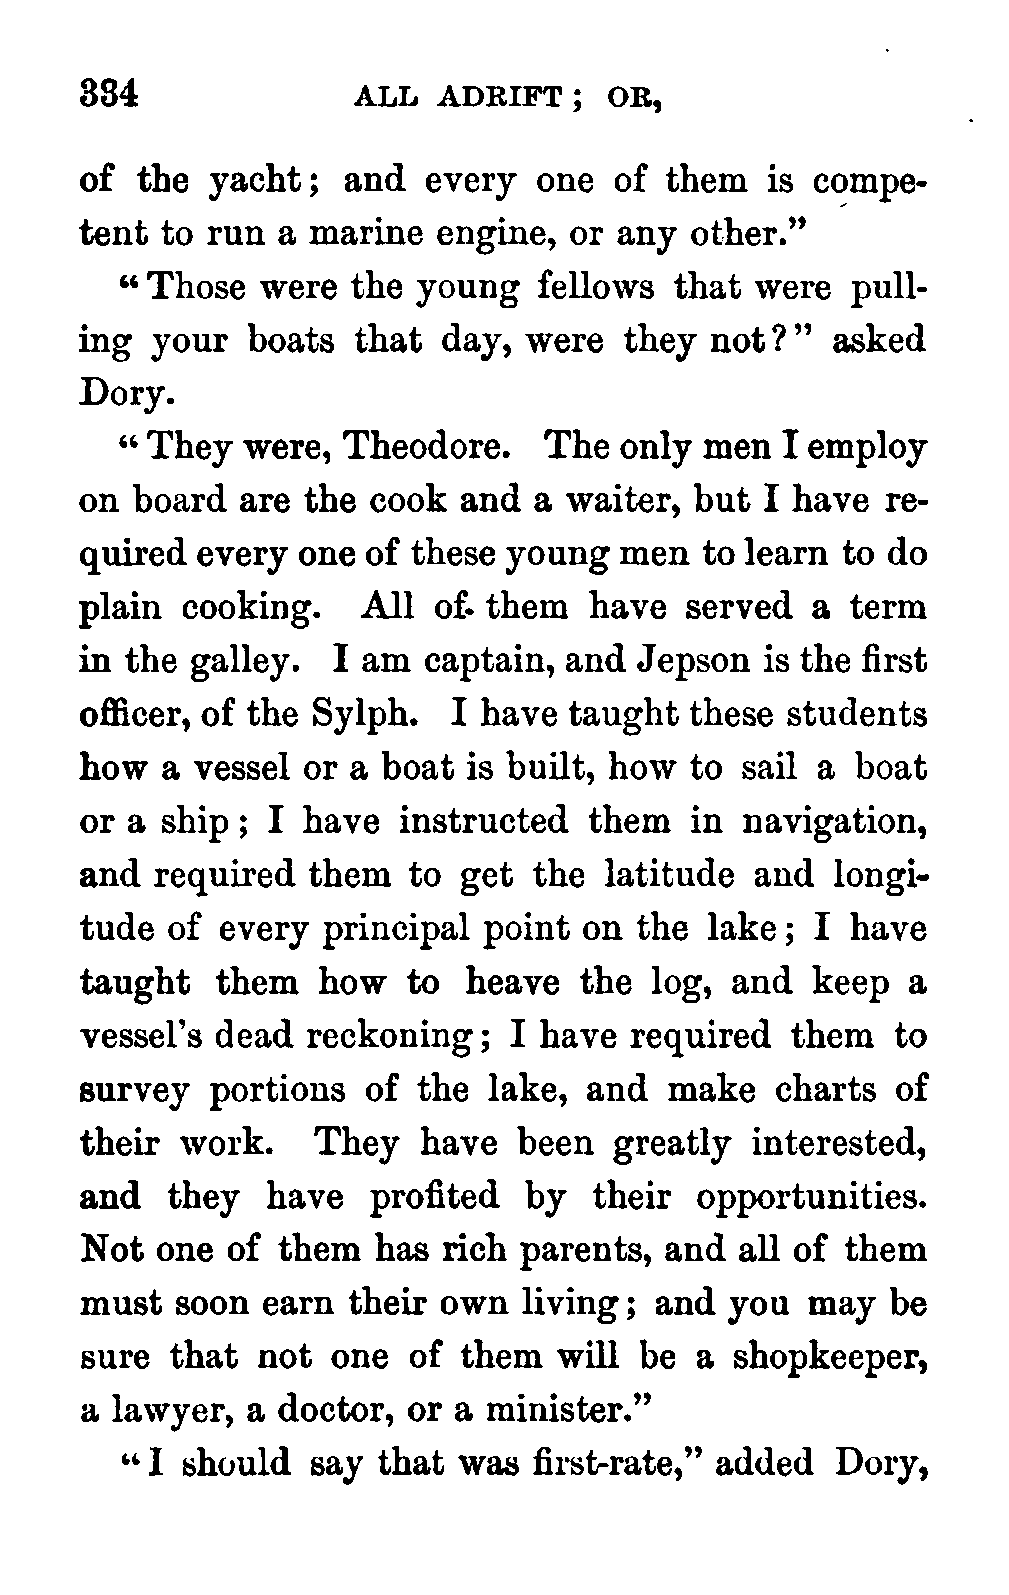 334 ALL ADRIFT; OR,
of the yacht; and every one of them is compe-
tent to run a marine engine, or any other."
"Those were the young fellows that were pull-
ing your boats that day, were they not?" asked
Dory.
"They were, Theodore. The only men I employ
on board are the cook and a waiter, but I have re-
quired every one of these young men to learn to do
plain cooking. All of them have served a term
in the galley. I am captain, and Jepson is the first
officer, of the Sylph. I have taught these students
how a vessel or a boat is built, how to sail a boat
or a ship; I have instructed them in navigation,
and required them to get the latitude and longi-
tude of every principal point on the lake; I have
taught them how to heave the log, and keep a
vessel's dead reckoning; I have required them to
survey portions of the lake, and make charts of
their work. They have been greatly interested,
and they have profited by their opportunities.
Not one of them has rich parents, and all of them
must soon earn their own living; and you may be
sure that not one of them will be a shopkeeper,
a lawyer, a doctor, or a minister."
"I should say that was first-rate," added Dory,